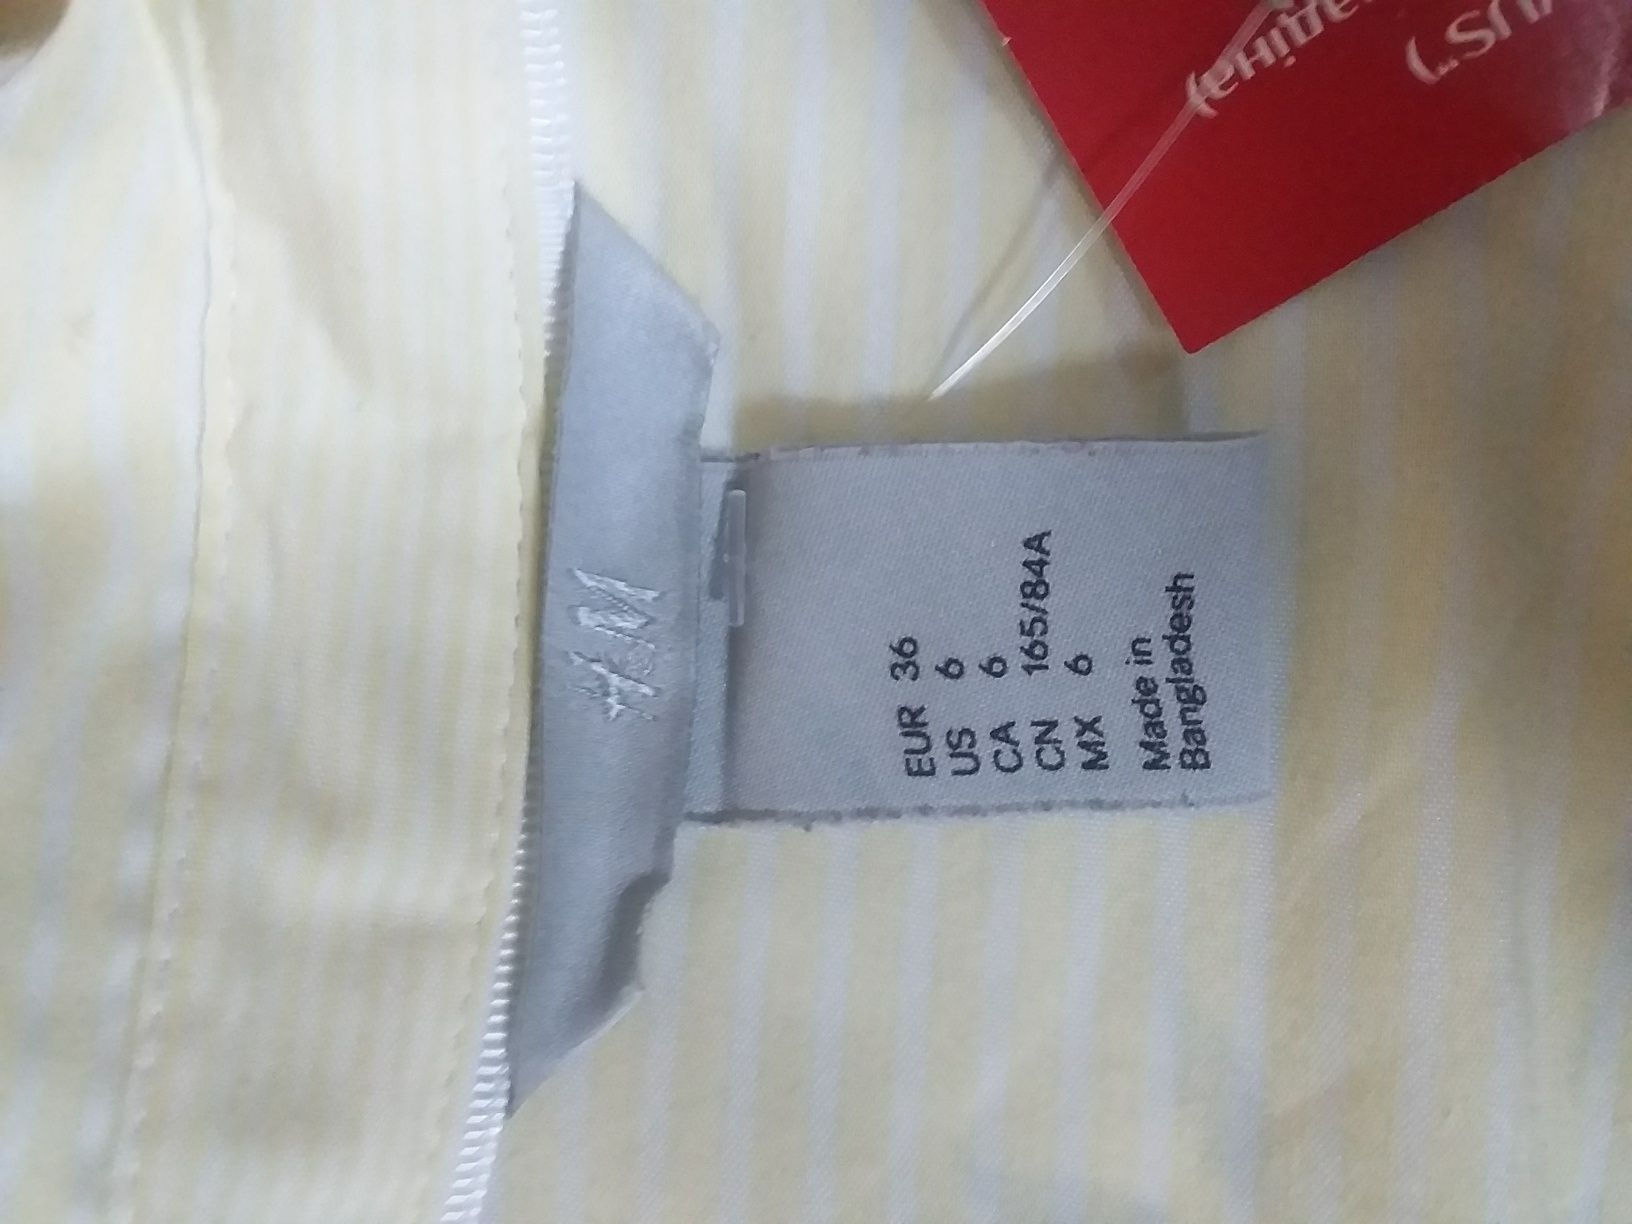 H&M
EUR 36
US 6
CA 6
CN 165/84A
MX 6
Made in
Bangladesh